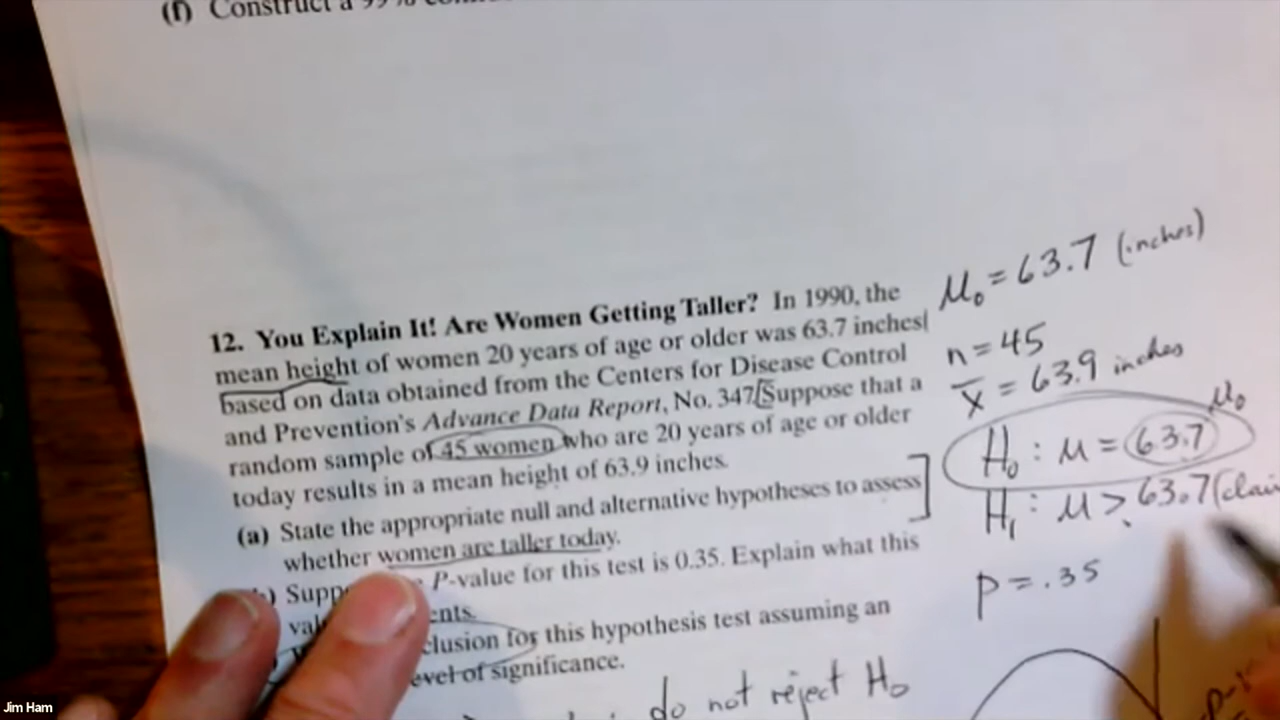 (f) Construct a 99%
12. You Explain It! Are Women Getting Taller? In 1990, the
mean height of women 20 years of age or older was 63.7 inches
based on data obtained from the Centers for Disease Control
and Prevention's Advance Data Report, No. 347. Suppose that a
random sample of 45 women who are 20 years of age or older
today results in a mean height of 63.9 inches.
(a) State the appropriate null and alternative hypotheses to assess
whether women are taller today.
P-value for this test is 0.35. Explain what this
for this hypothesis test assuming an
of significance.
μ₀ = 63.7 (inches)
n = 45
x̄ = 63.9 inches
μ₀
H₀ : μ = 63.7
H₁ : μ > 63.7 (clai
p = .35
do not reject H₀
Jim Ham